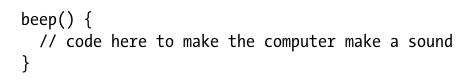 beep() {
  // code here to make the computer make a sound
}